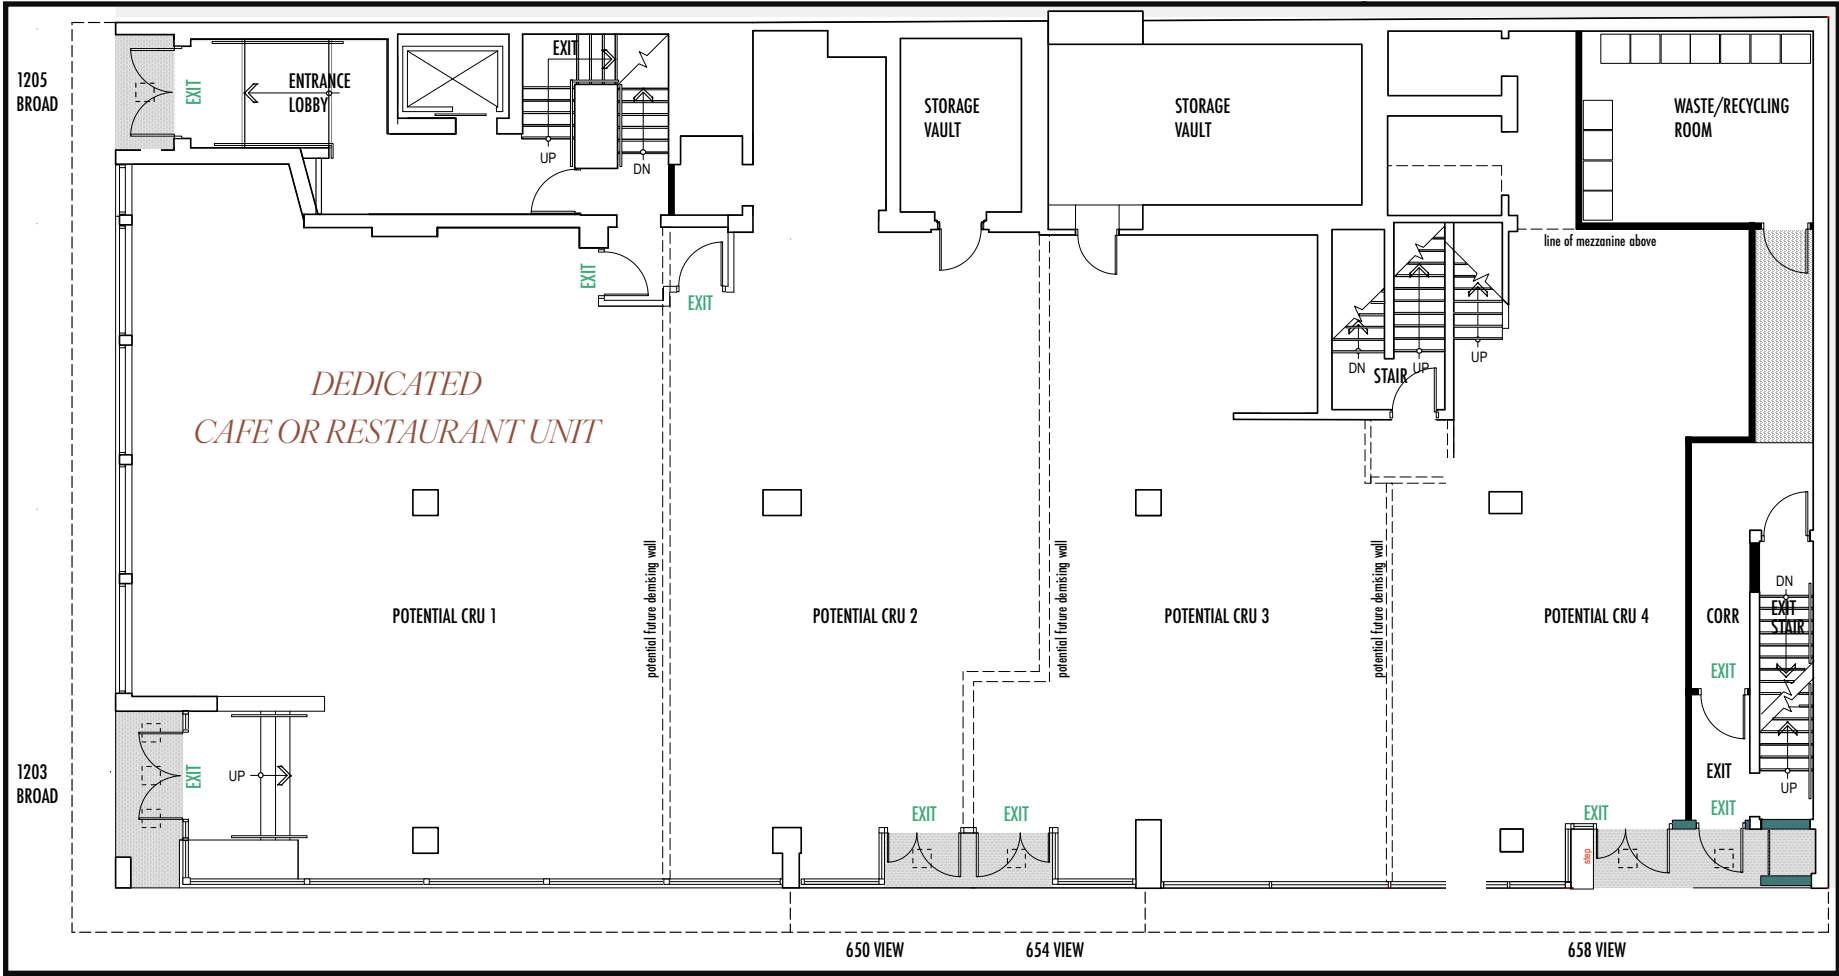 1205
BROAD
EXIT
ENTRANCE
LOBBY
EXIT
UP
DN
STORAGE
VAULT
STORAGE
VAULT
WASTE/RECYCLING
ROOM
line of mezzanine above
EXIT
EXIT
DN
STAIR
UP
UP
DEDICATED
CAFE OR RESTAURANT UNIT
potential future demising wall
potential future demising wall
potential future demising wall
POTENTIAL CRU 1
POTENTIAL CRU 2
POTENTIAL CRU 3
POTENTIAL CRU 4
CORR
DN
EXIT
STAIR
EXIT
1203
BROAD
EXIT
UP
EXIT
UP
EXIT
EXIT
EXIT
EXIT
step
650 VIEW
654 VIEW
658 VIEW